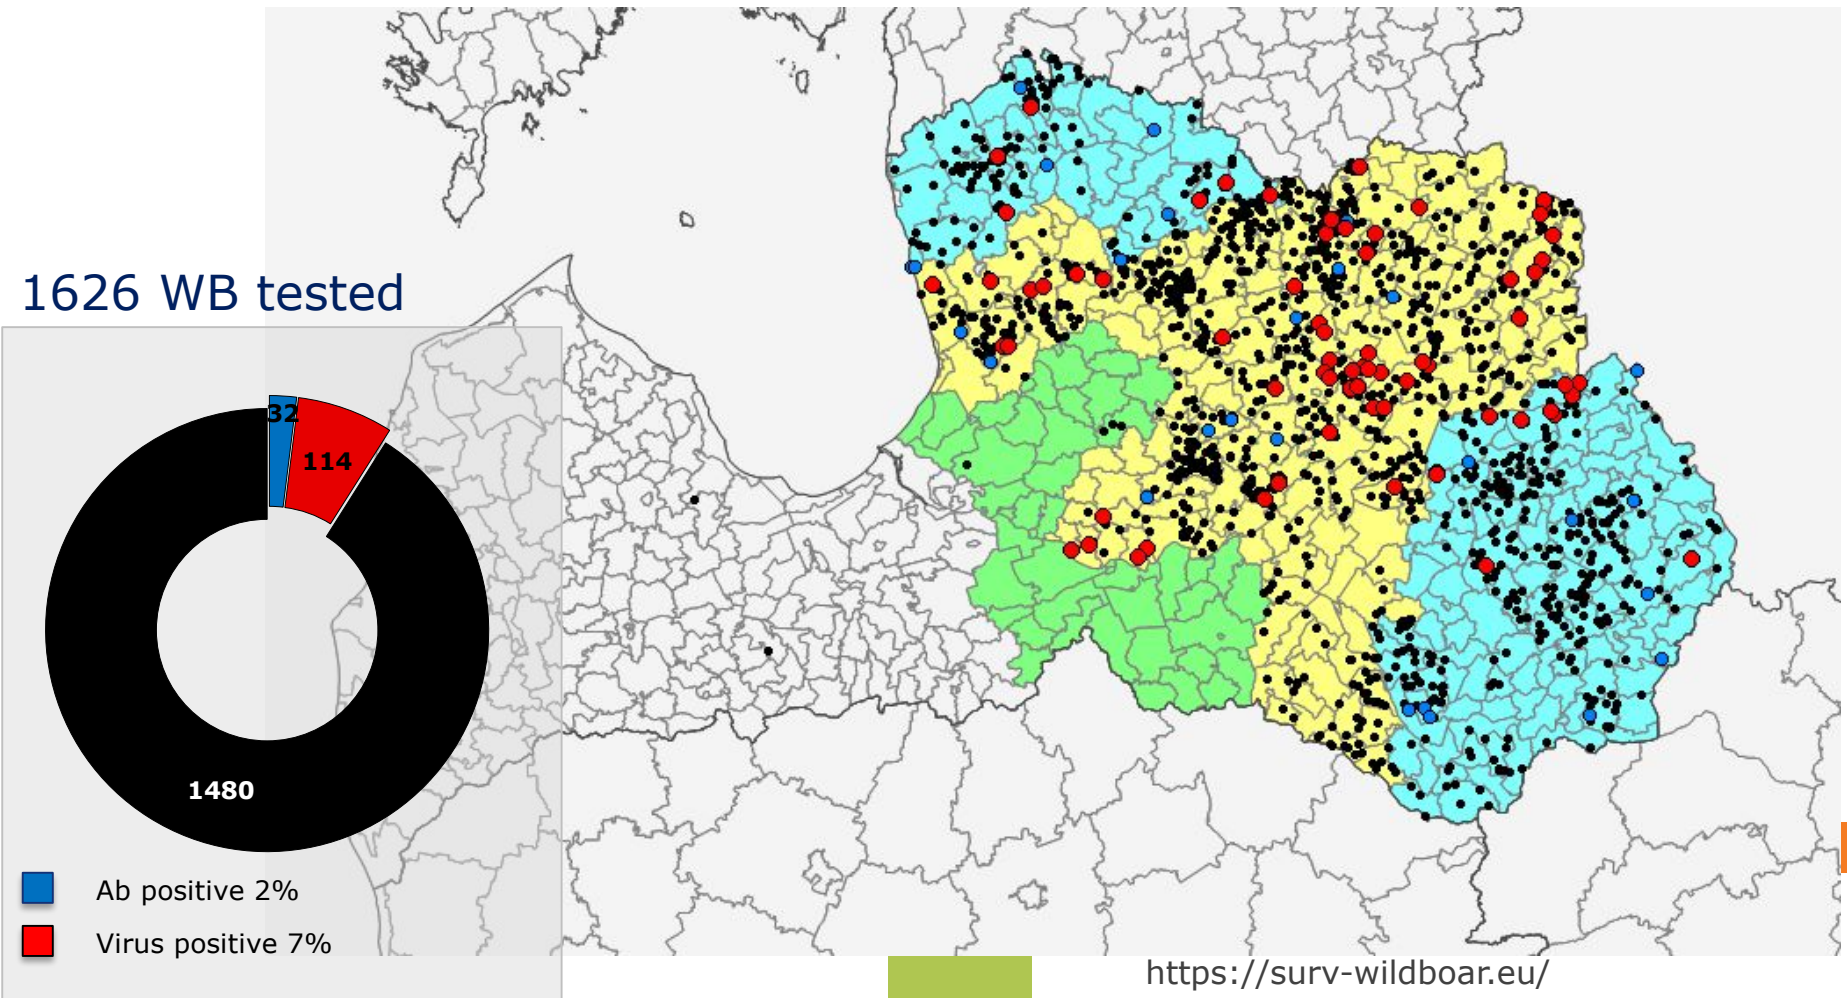 1626 WB tested
32
114
1480
Ab positive 2%
Virus positive 7%
https://surv-wildboar.eu/